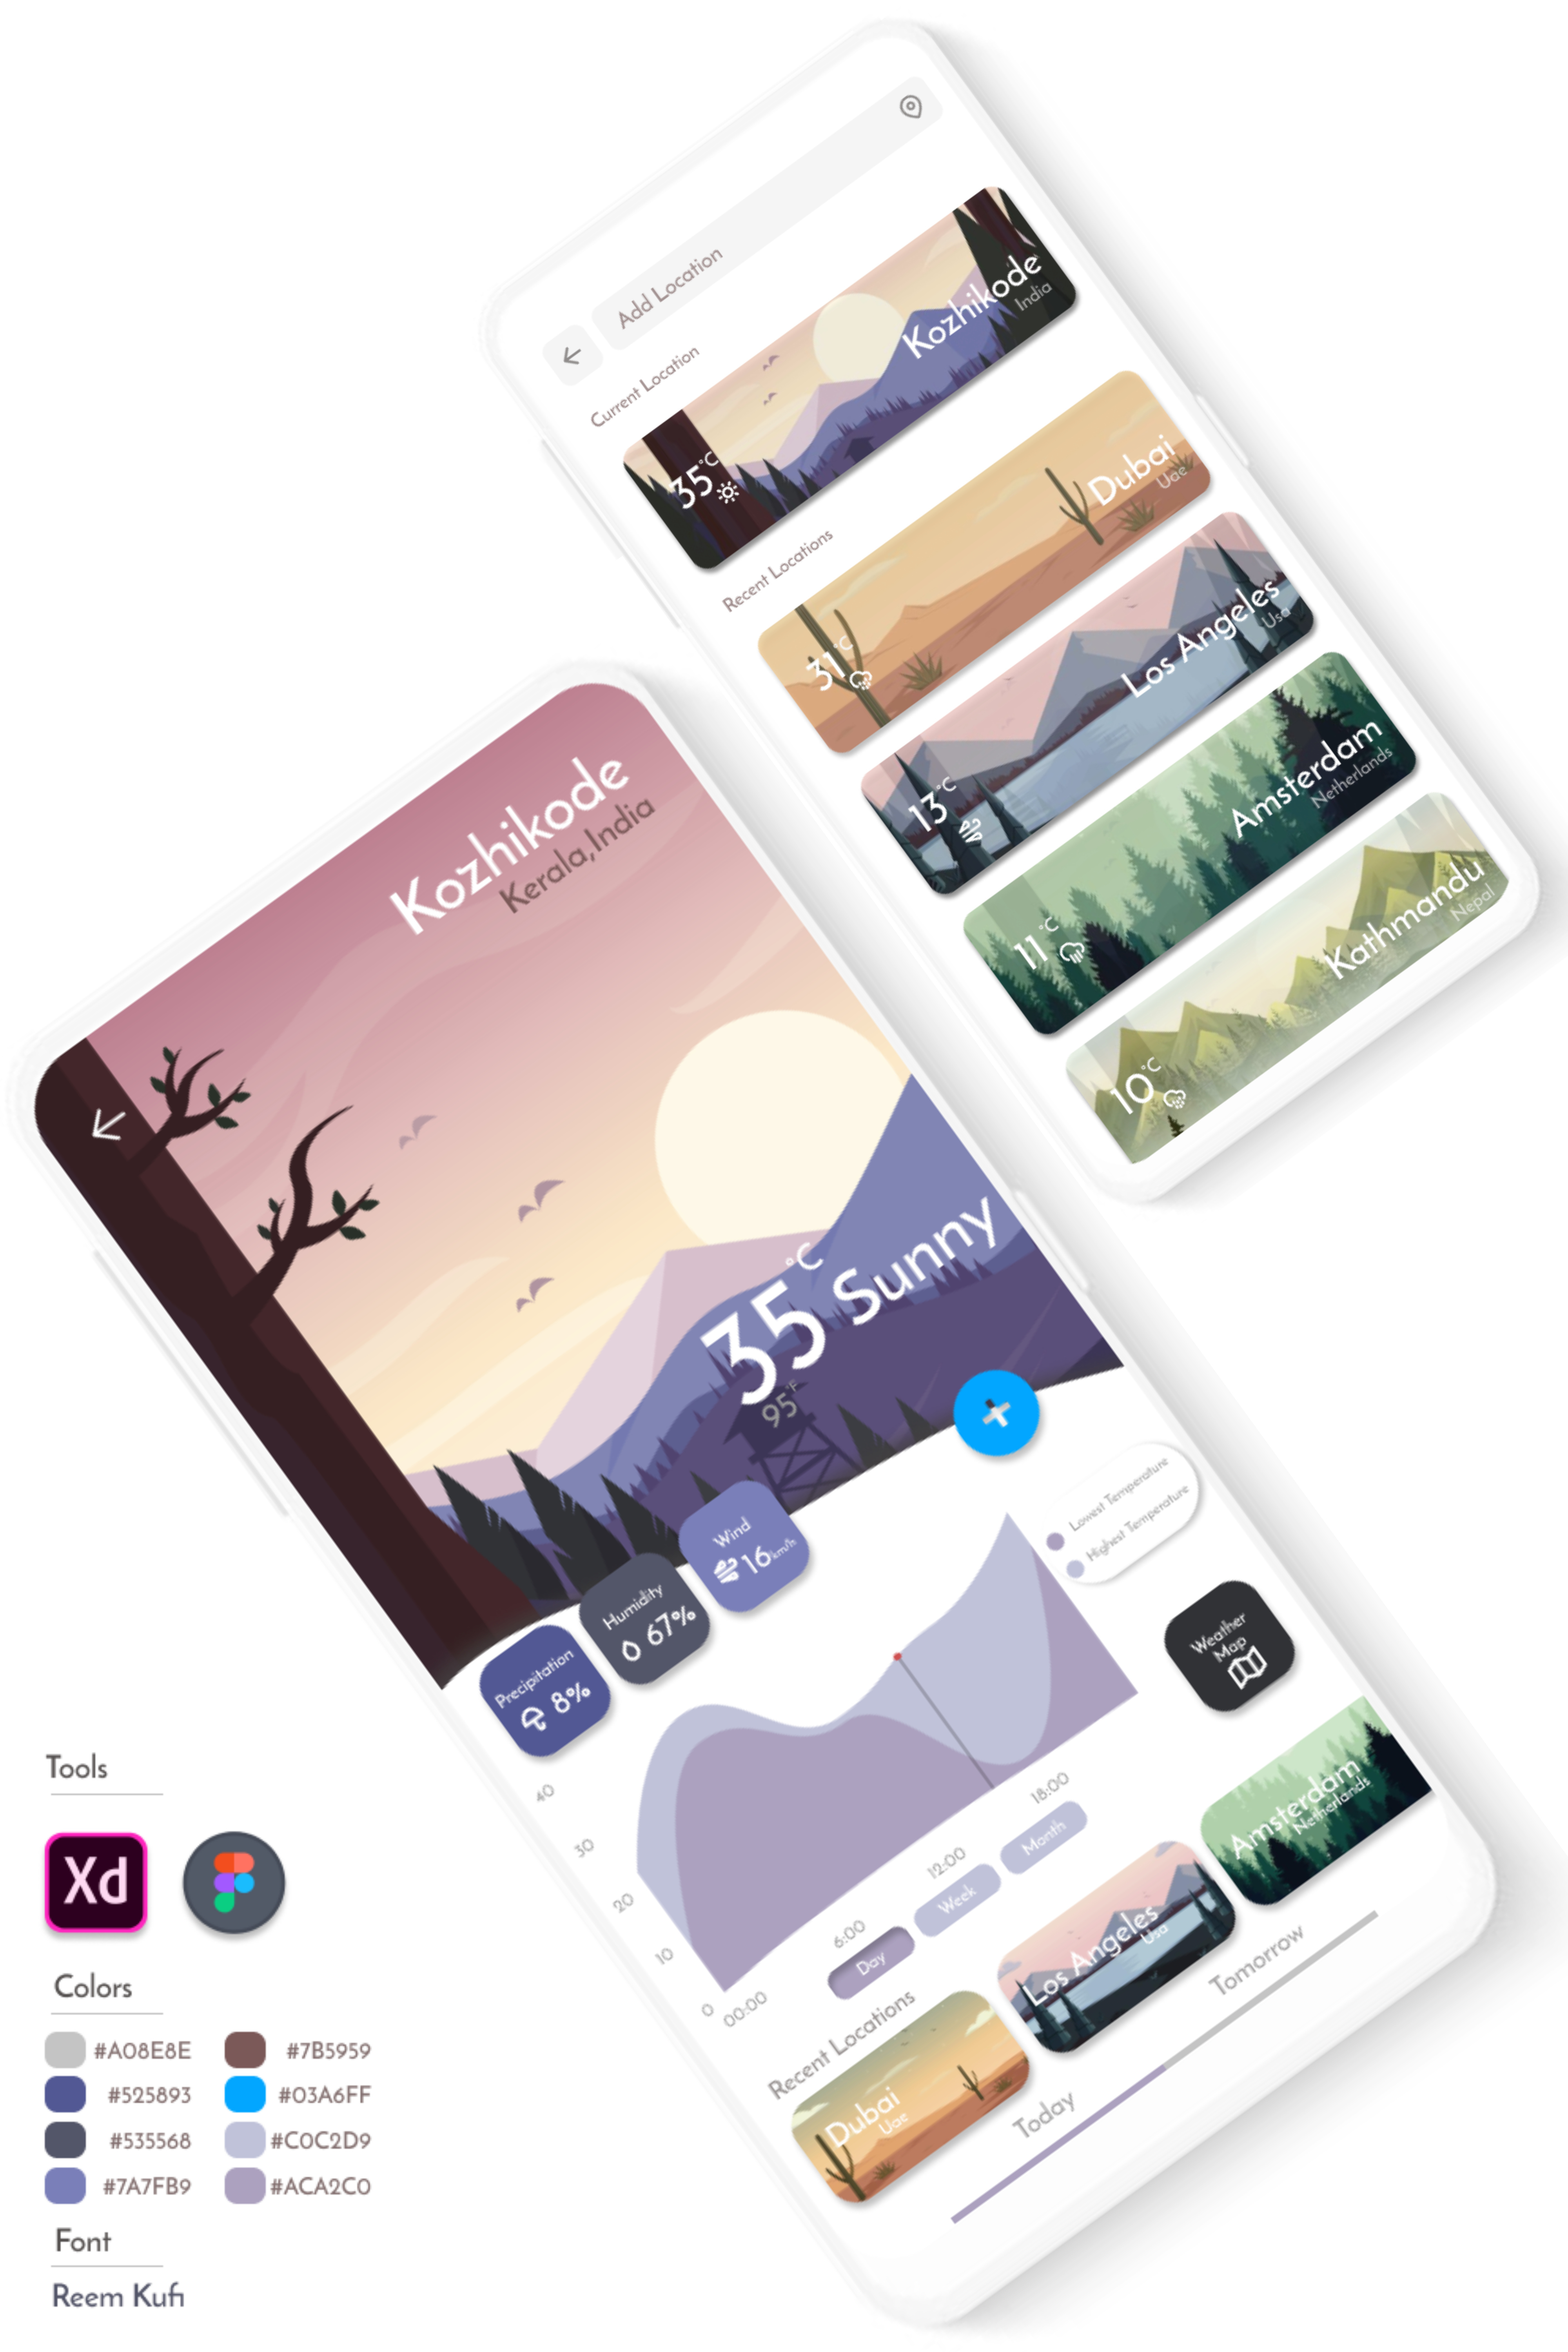 Add Location
Current Location
Kozhikode
India
35°C
Recent Locations
Dubai
Uae
31°C
Los Angeles
Usa
13°C
Amsterdam
Netherlands
11°C
Kathmandu
Nepal
10°C
Kozhikode
Kerala,India
35°C Sunny
95°F
Precipitation
8%
Humidity
67%
Wind
16km/h
Lowest Temperature
Highest Temperature
Weather
Map
40
30
20
10
0
00:00
6:00
12:00
18:00
Day
Week
Month
Recent Locations
Dubai
Uae
Los Angeles
Usa
Amsterdam
Netherlands
Today
Tomorrow
Tools
Xd
Colors
#A08E8E #7B5959
#525893 #03A6FF
#535568 #C0C2D9
#7A7FB9 #ACA2C0
Font
Reem Kufi